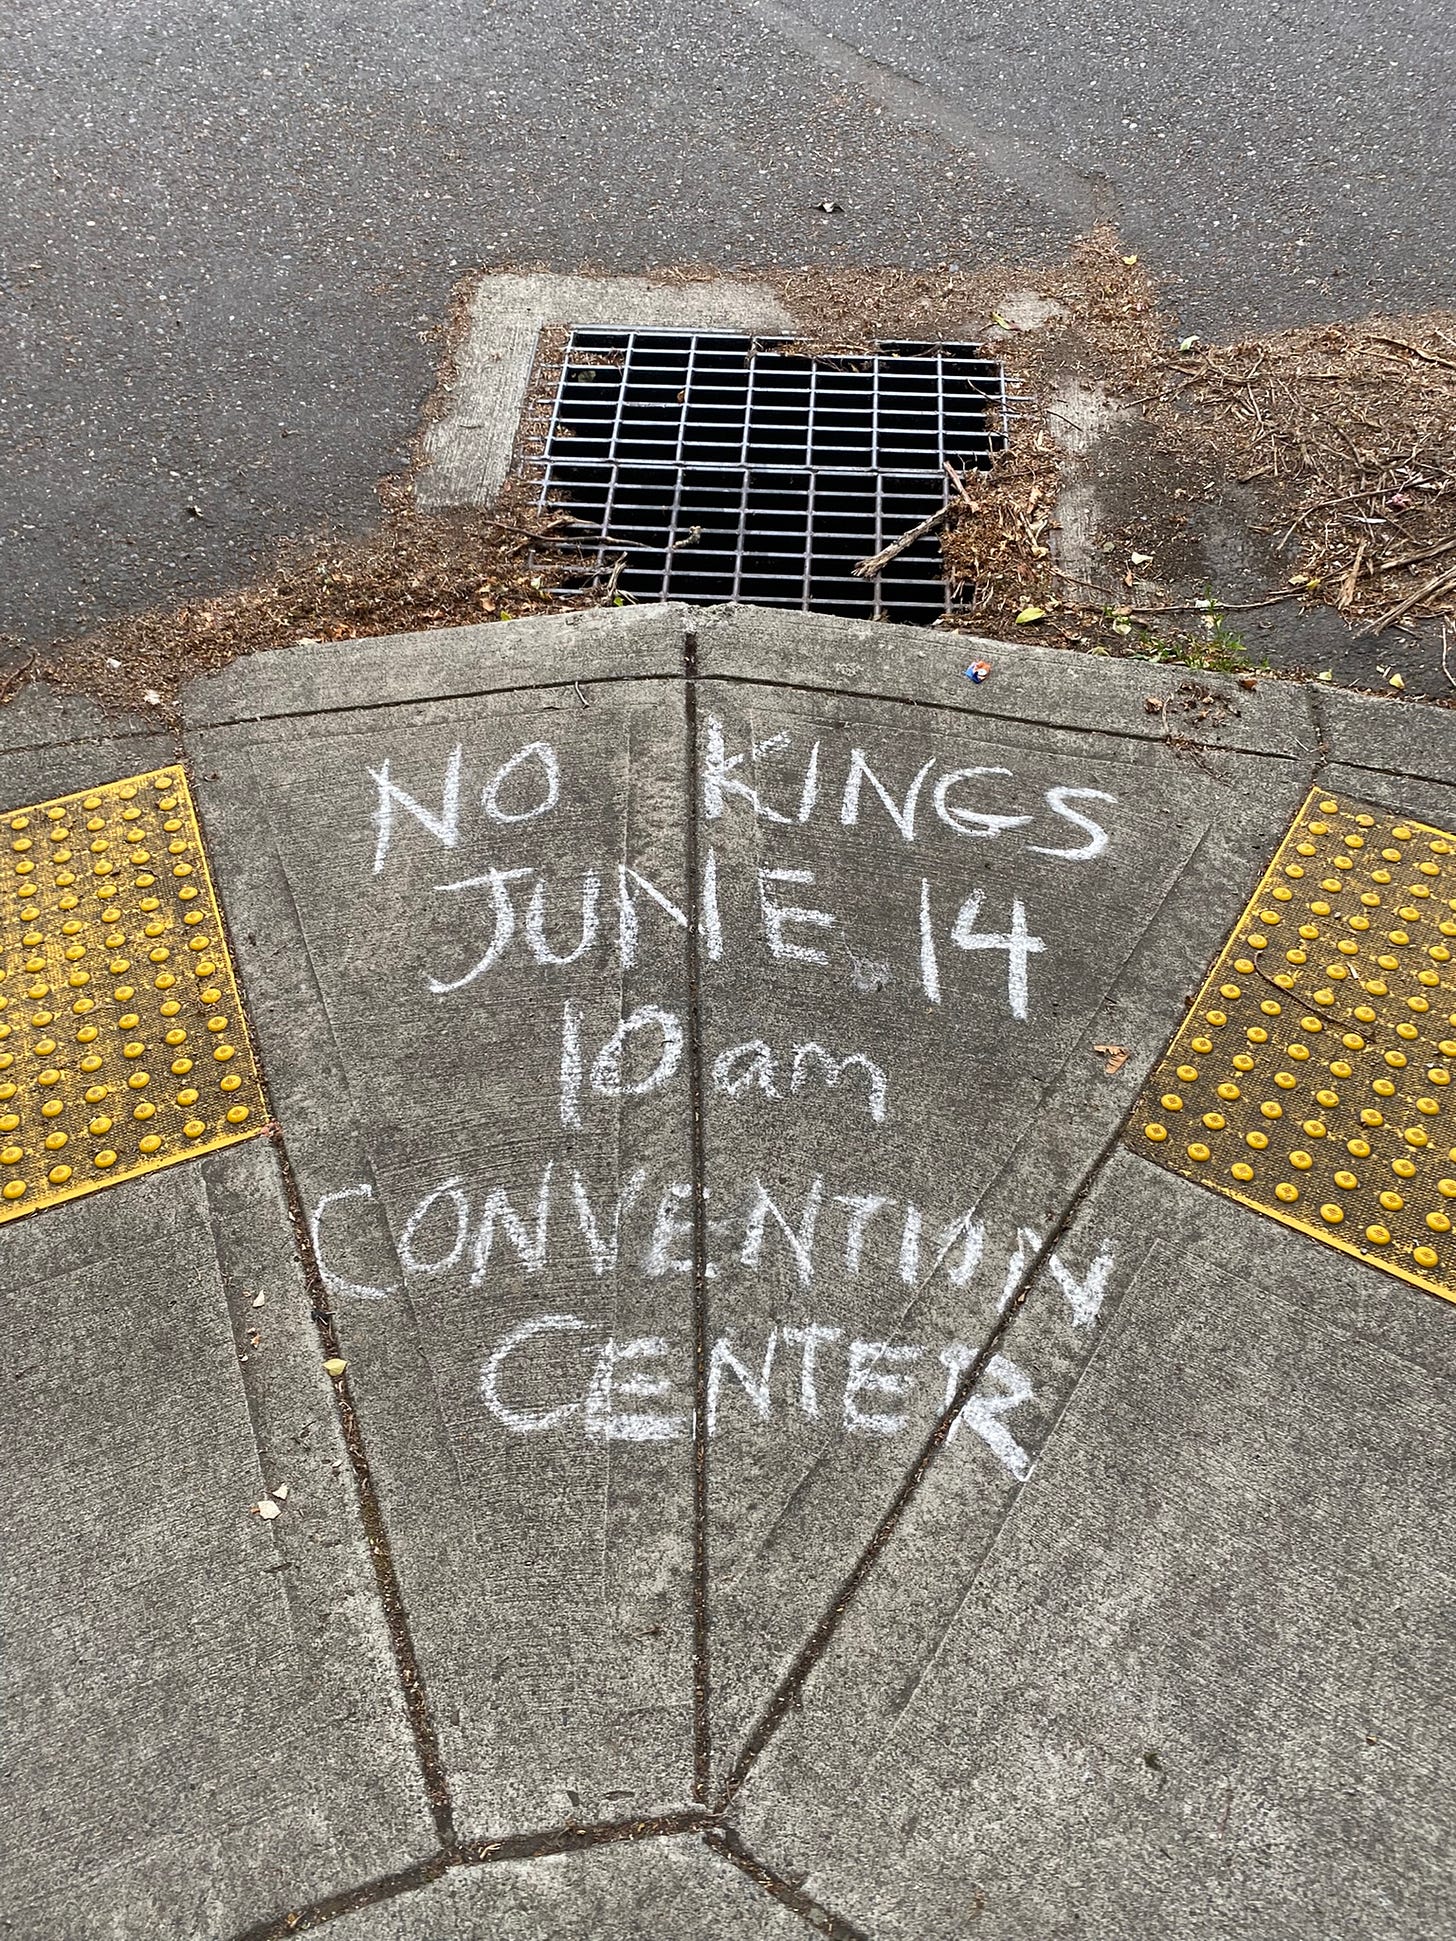 NO KINGS
JUNE 14
10 am
CONVENTION
CENTER